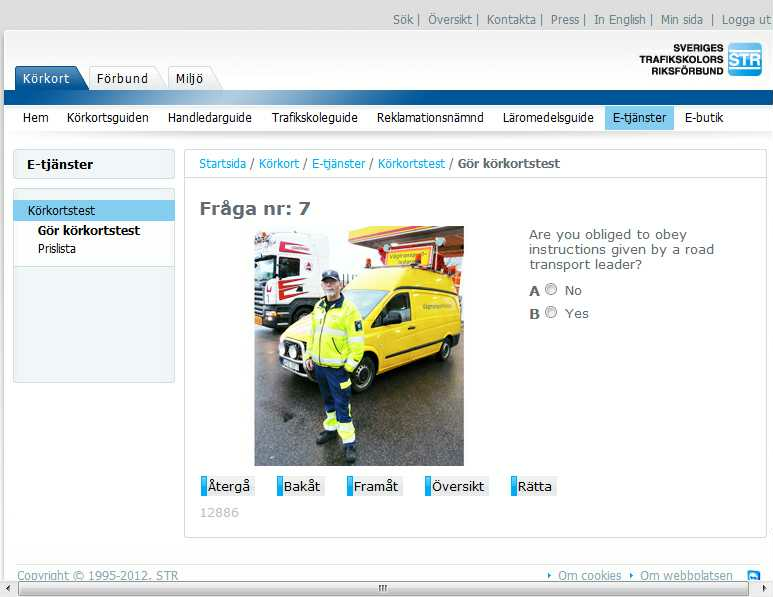 Sök | Översikt | Kontakta | Press | In English | Min sida | Logga ut
SVERIGES
TRAFIKSKOLORS
RIKSFÖRBUND
STR
Körkort Förbund Miljö
Hem Körkortsguiden Handledarguide Trafikskoleguide Reklamationsnämnd Läromedelsguide E-tjänster E-butik
E-tjänster
Körkortstest
Gör körkortstest
Prislista
Startsida / Körkort / E-tjänster / Körkortstest / Gör körkortstest
Fråga nr: 7
Are you obliged to obey
instructions given by a road
transport leader?
A No
B Yes
Återgå Bakåt Framåt Översikt Rätta
12886
Copyright © 1995-2012, STR
Om cookies Om webbplatsen